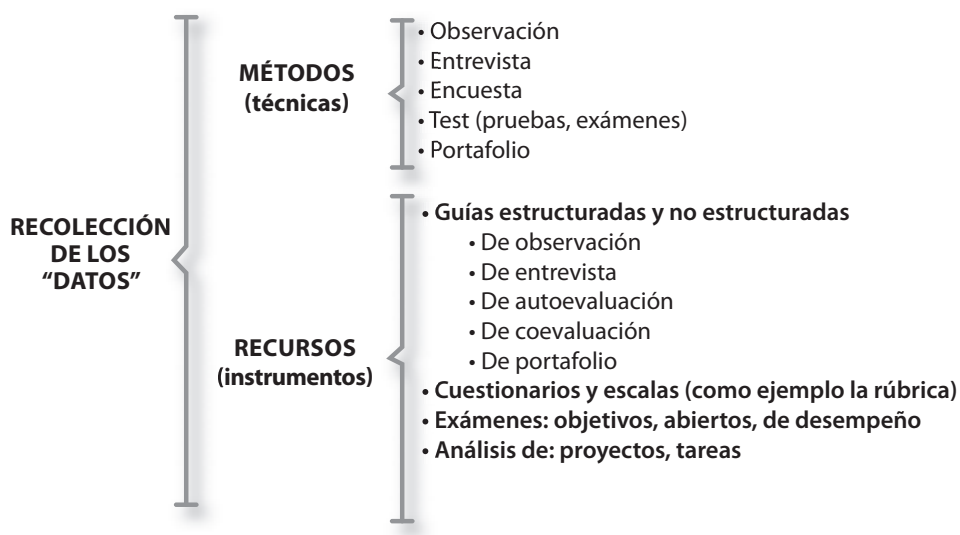 RECOLECCIÓN
DE LOS
“DATOS”
MÉTODOS
(técnicas)
• Observación
• Entrevista
• Encuesta
• Test (pruebas, exámenes)
• Portafolio
RECURSOS
(instrumentos)
• Guías estructuradas y no estructuradas
• De observación
• De entrevista
• De autoevaluación
• De coevaluación
• De portafolio
• Cuestionarios y escalas (como ejemplo la rúbrica)
• Exámenes: objetivos, abiertos, de desempeño
• Análisis de: proyectos, tareas